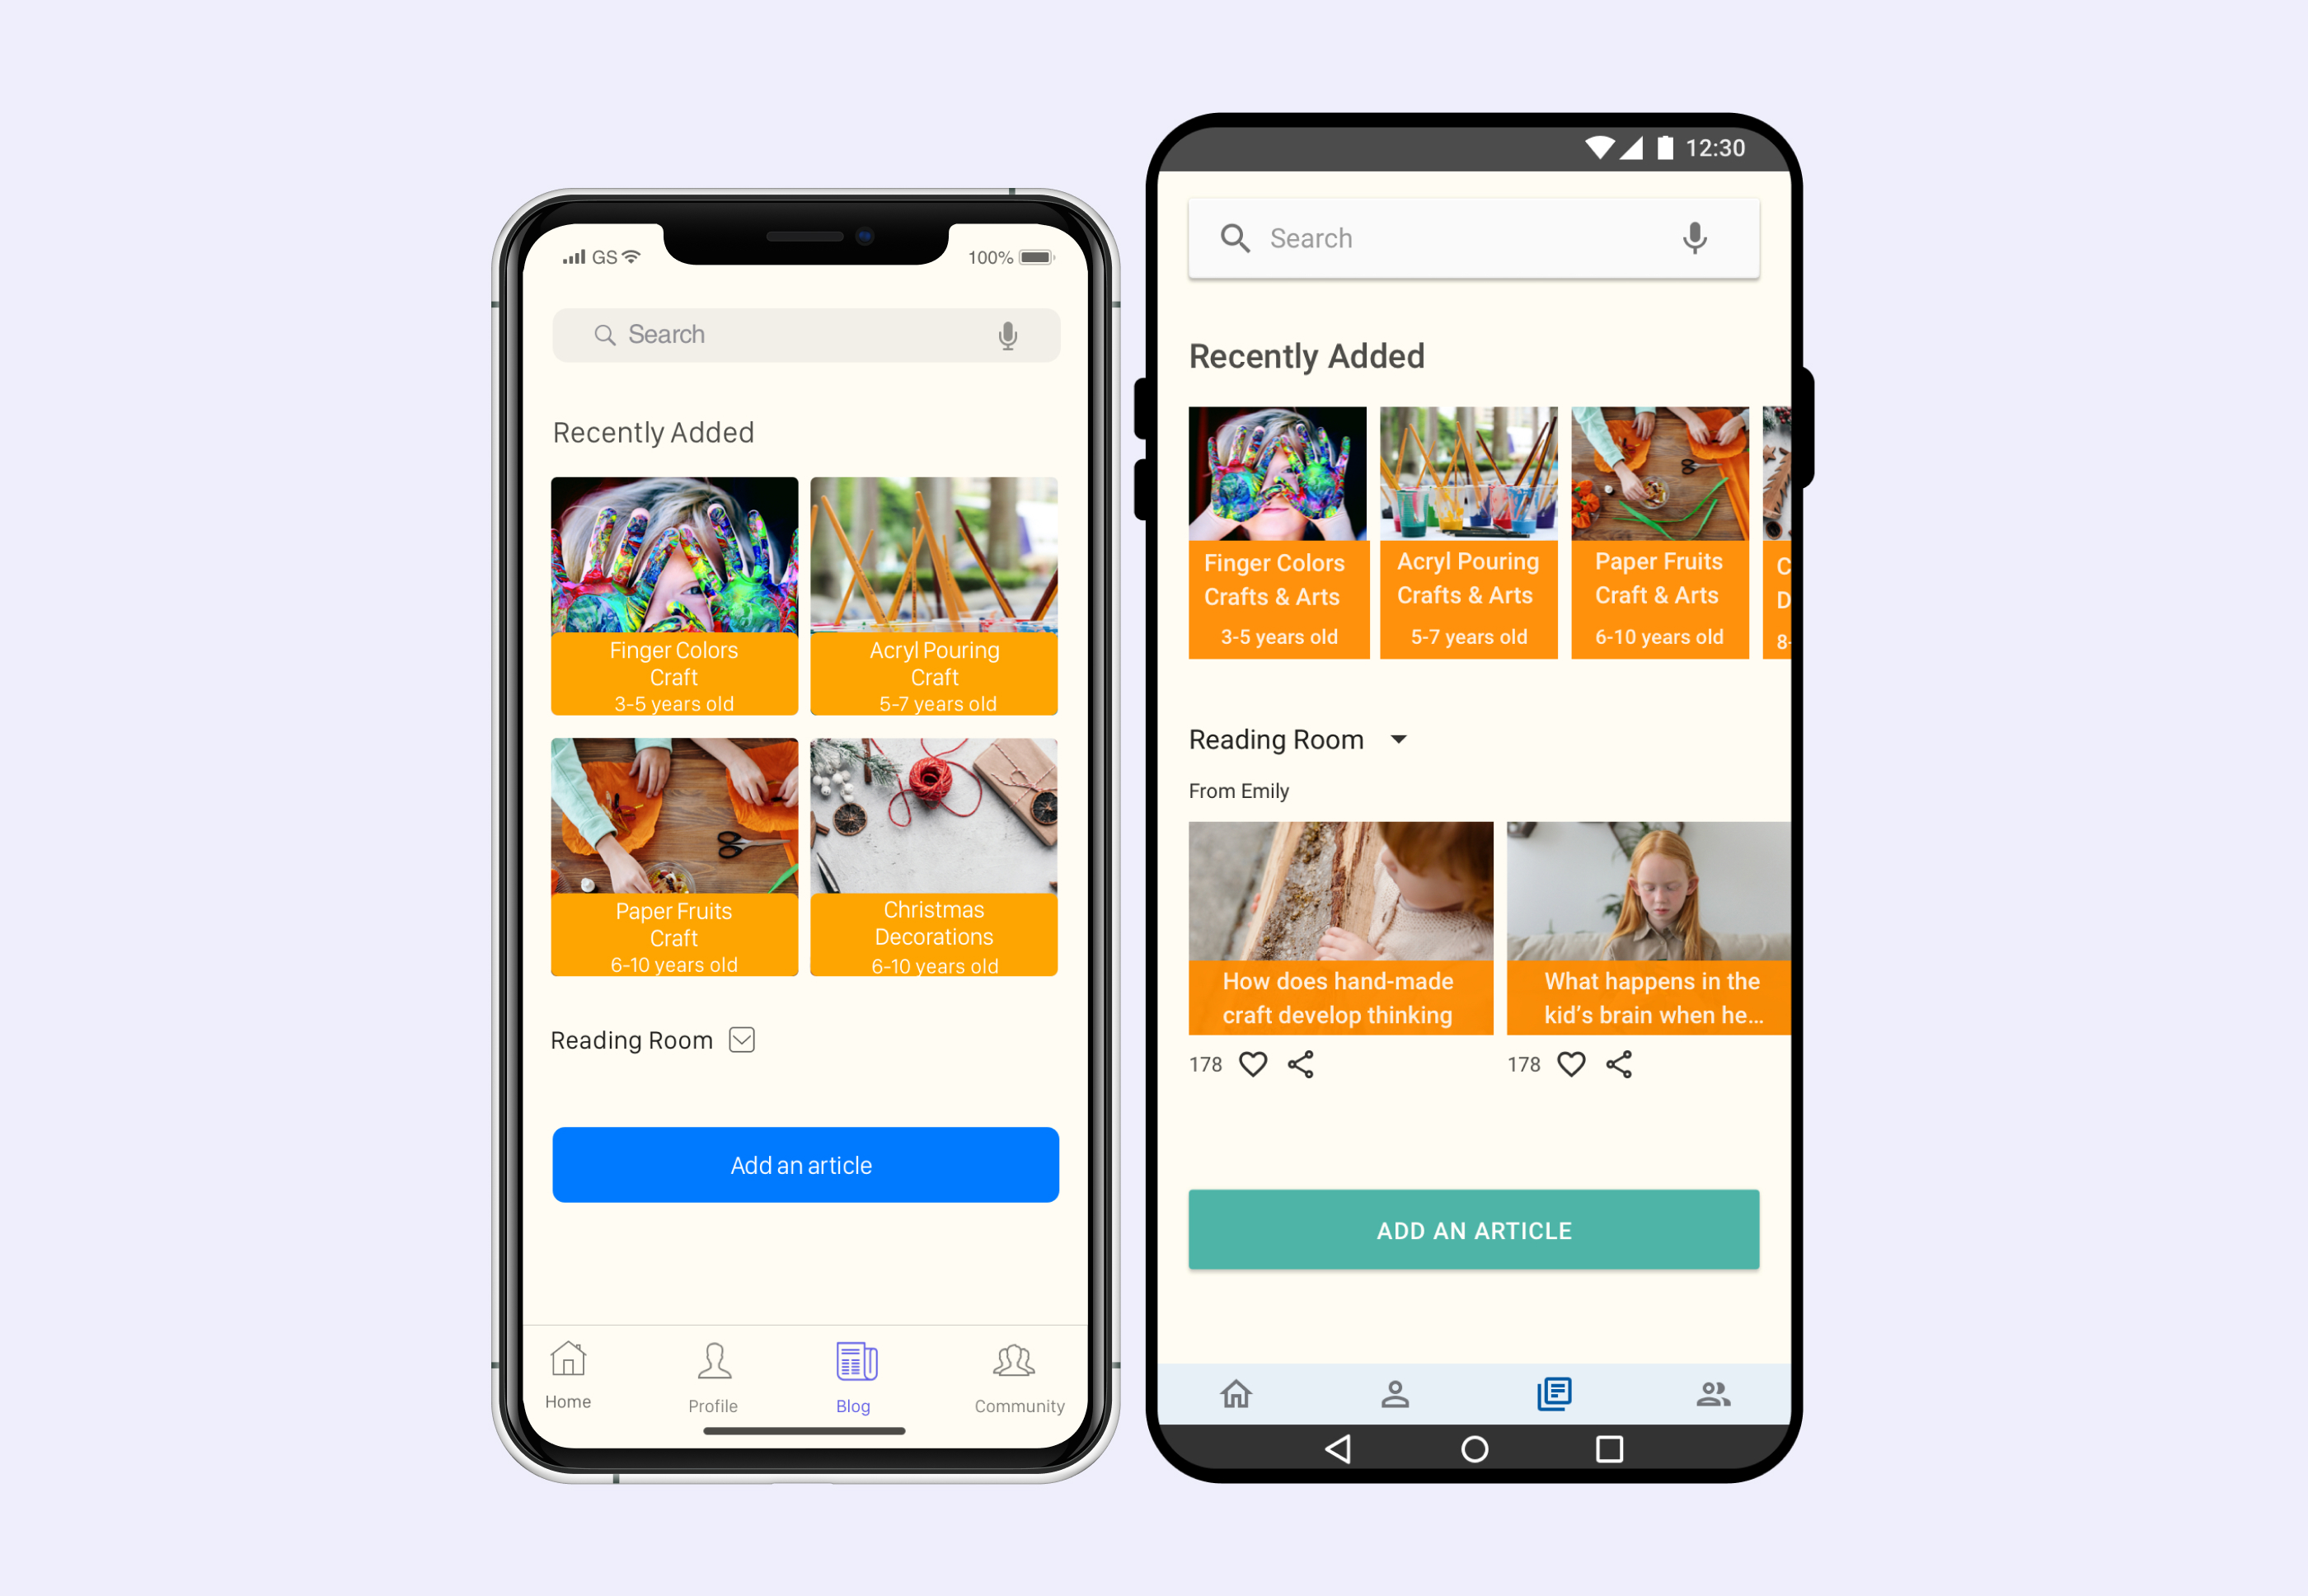 GS
100%
Search
Recently Added
Finger Colors
Craft
3-5 years old
Acryl Pouring
Craft
5-7 years old
Paper Fruits
Craft
6-10 years old
Christmas
Decorations
6-10 years old
Reading Room
Add an article
Home
Profile
Blog
Community
12:30
Search
Recently Added
Finger Colors
Crafts & Arts
3-5 years old
Acryl Pouring
Crafts & Arts
5-7 years old
Paper Fruits
Craft & Arts
6-10 years old
C
D
8-
Reading Room
From Emily
How does hand-made
craft develop thinking
178
What happens in the
kid's brain when he...
178
ADD AN ARTICLE